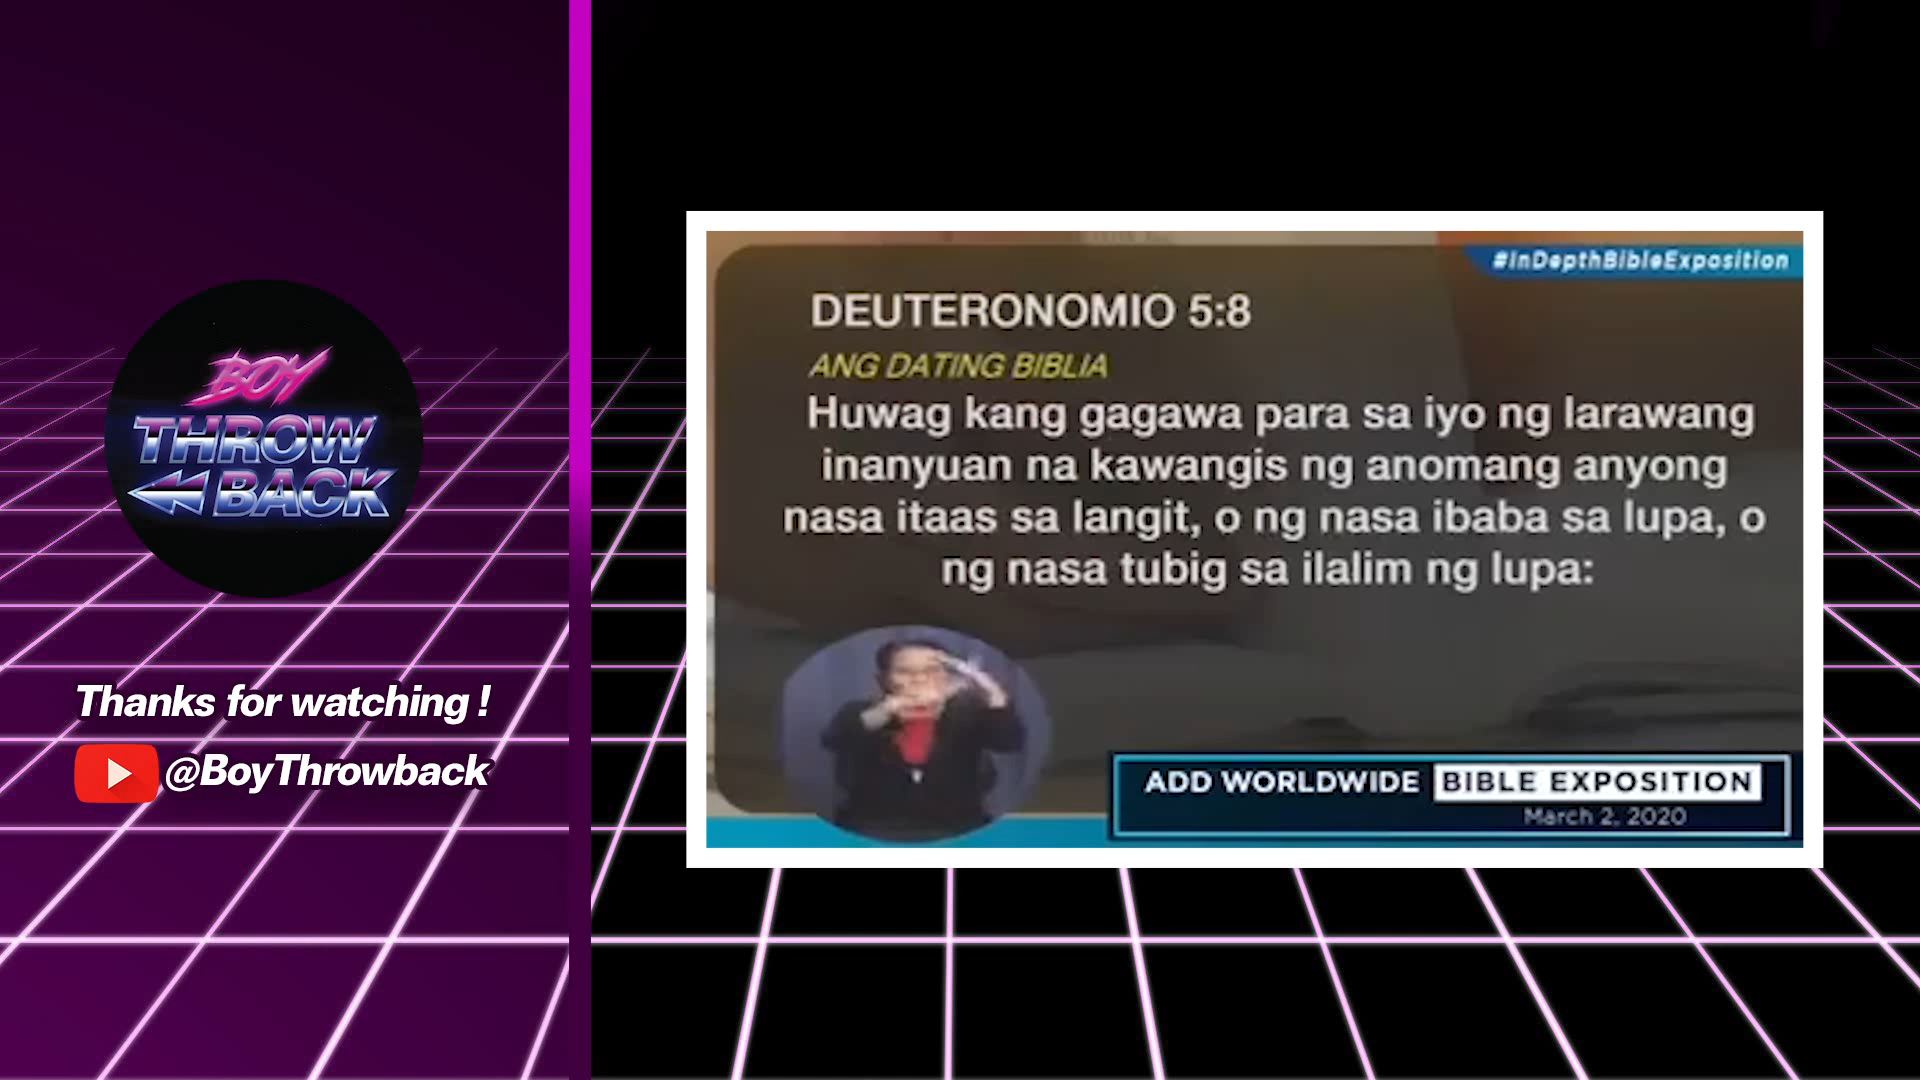 BOY
THROW
BACK
Thanks for watching !
@BoyThrowback
#InDepthBibleExposition
DEUTERONOMIO 5:8
ANG DATING BIBLIA
Huwag kang gagawa para sa iyo ng larawang
inanyuan na kawangis ng anomang anyong
nasa itaas sa langit, o ng nasa ibaba sa lupa, o
ng nasa tubig sa ilalim ng lupa:
ADD WORLDWIDE BIBLE EXPOSITION
March 2, 2020